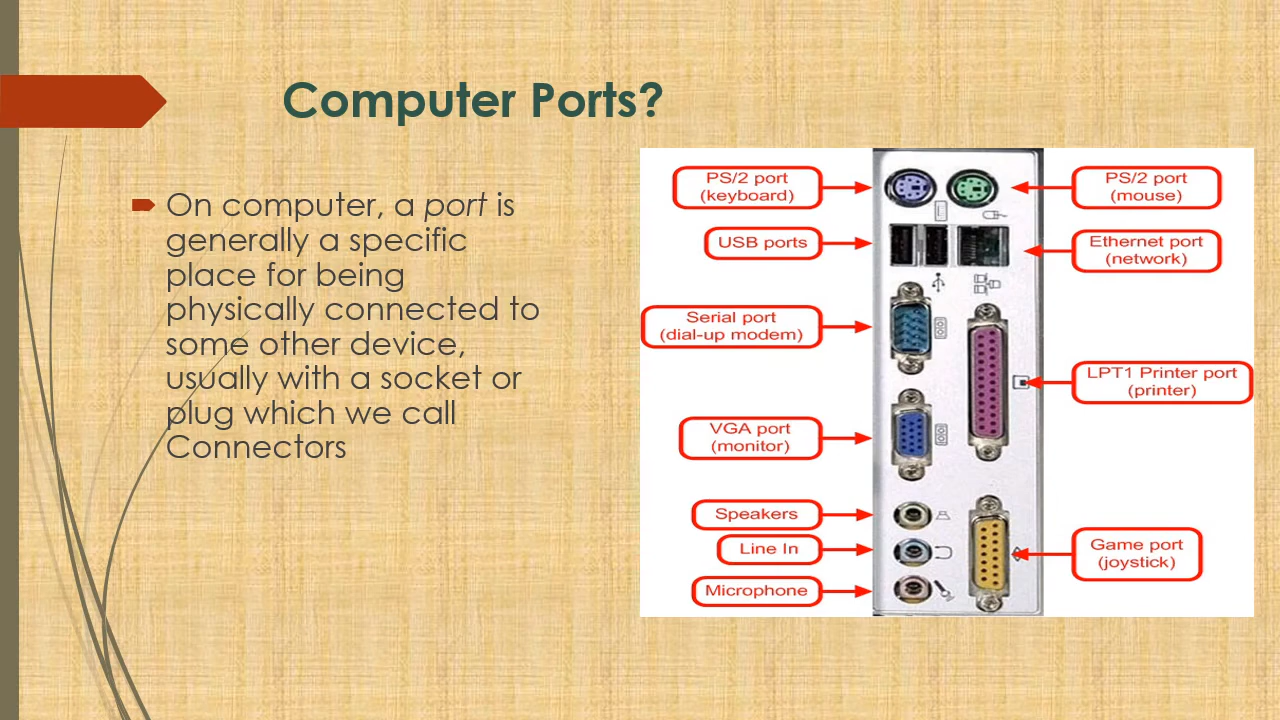 Computer Ports?
On computer, a port is
generally a specific
place for being
physically connected to
some other device,
usually with a socket or
plug which we call
Connectors
PS/2 port
(keyboard)
PS/2 port
(mouse)
USB ports
Ethernet port
(network)
Serial port
(dial-up modem)
LPT1 Printer port
(printer)
VGA port
(monitor)
Speakers
Line In
Game port
(joystick)
Microphone